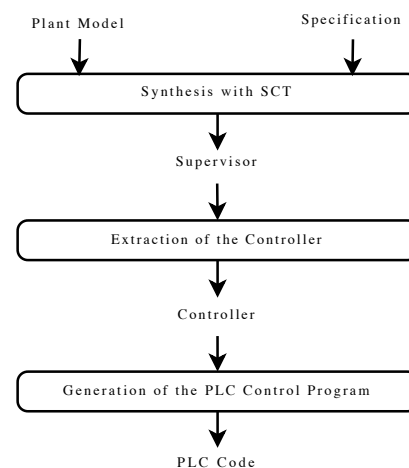 Plant Model
Specification
Synthesis with SCT
Supervisor
Extraction of the Controller
Controller
Generation of the PLC Control Program
PLC Code